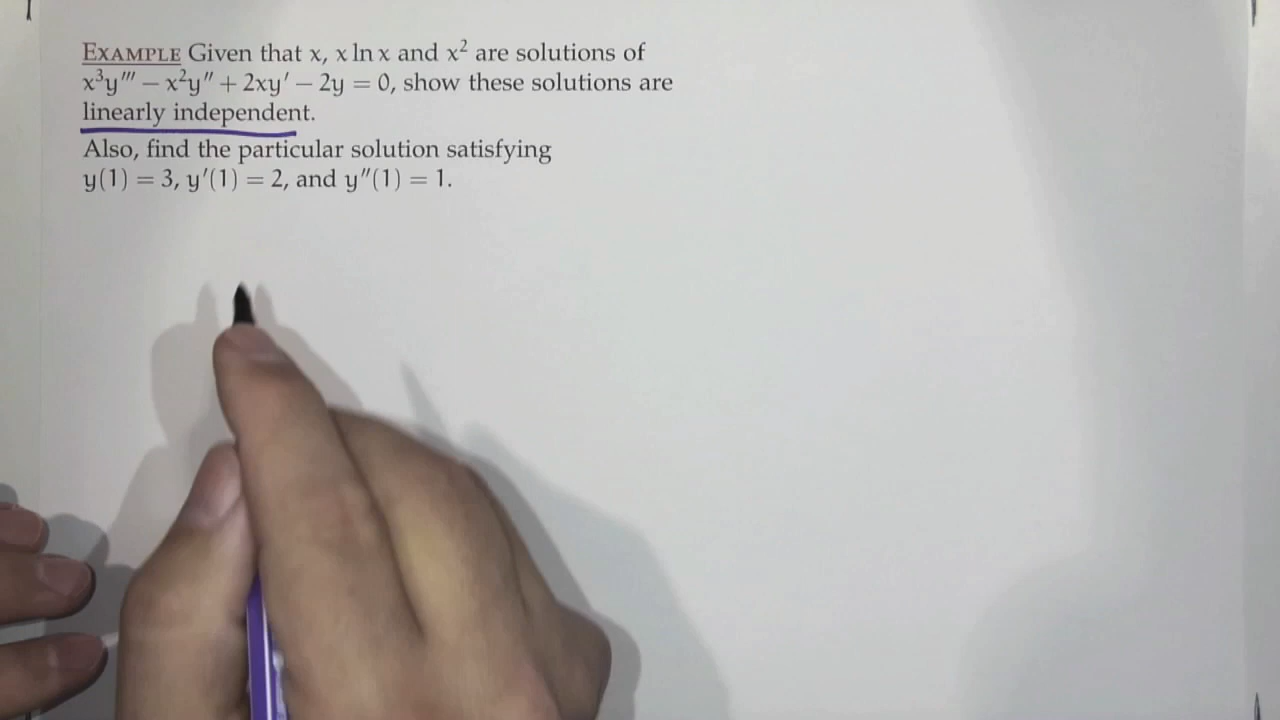 EXAMPLE Given that x, x ln x and x² are solutions of
x³y′′′ − x²y′′ + 2xy′ − 2y = 0, show these solutions are
linearly independent.
Also, find the particular solution satisfying
y(1) = 3, y′(1) = 2, and y′′(1) = 1.